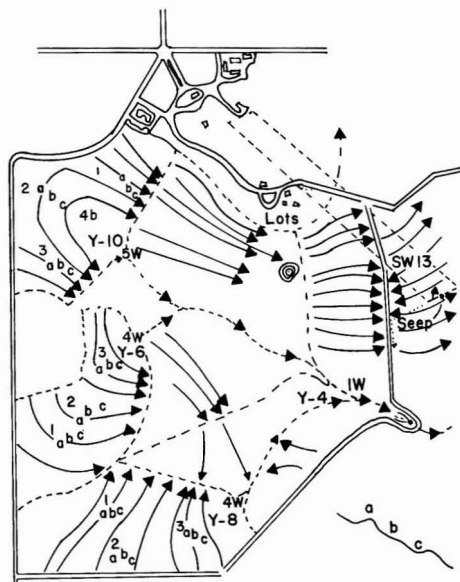 1 a b c
2 a b c
4b
3 a b c
Y-10
5W
Lots
SW13
Seep
4W
Y-6
3 a b c
2 a b c
1 a b c
1W
Y-4
4W
Y-8
1 a b c
2 a b c
3 a b c
a
b
c